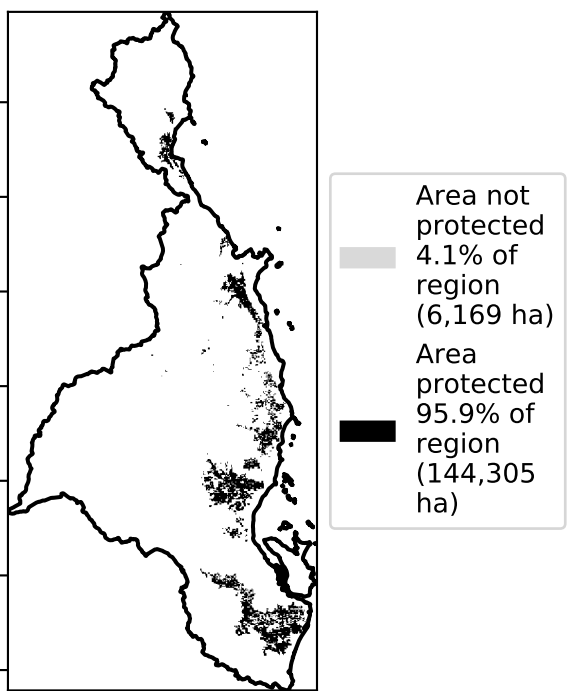 Area not
protected
4.1% of
region
(6,169 ha)
Area
protected
95.9% of
region
(144,305
ha)